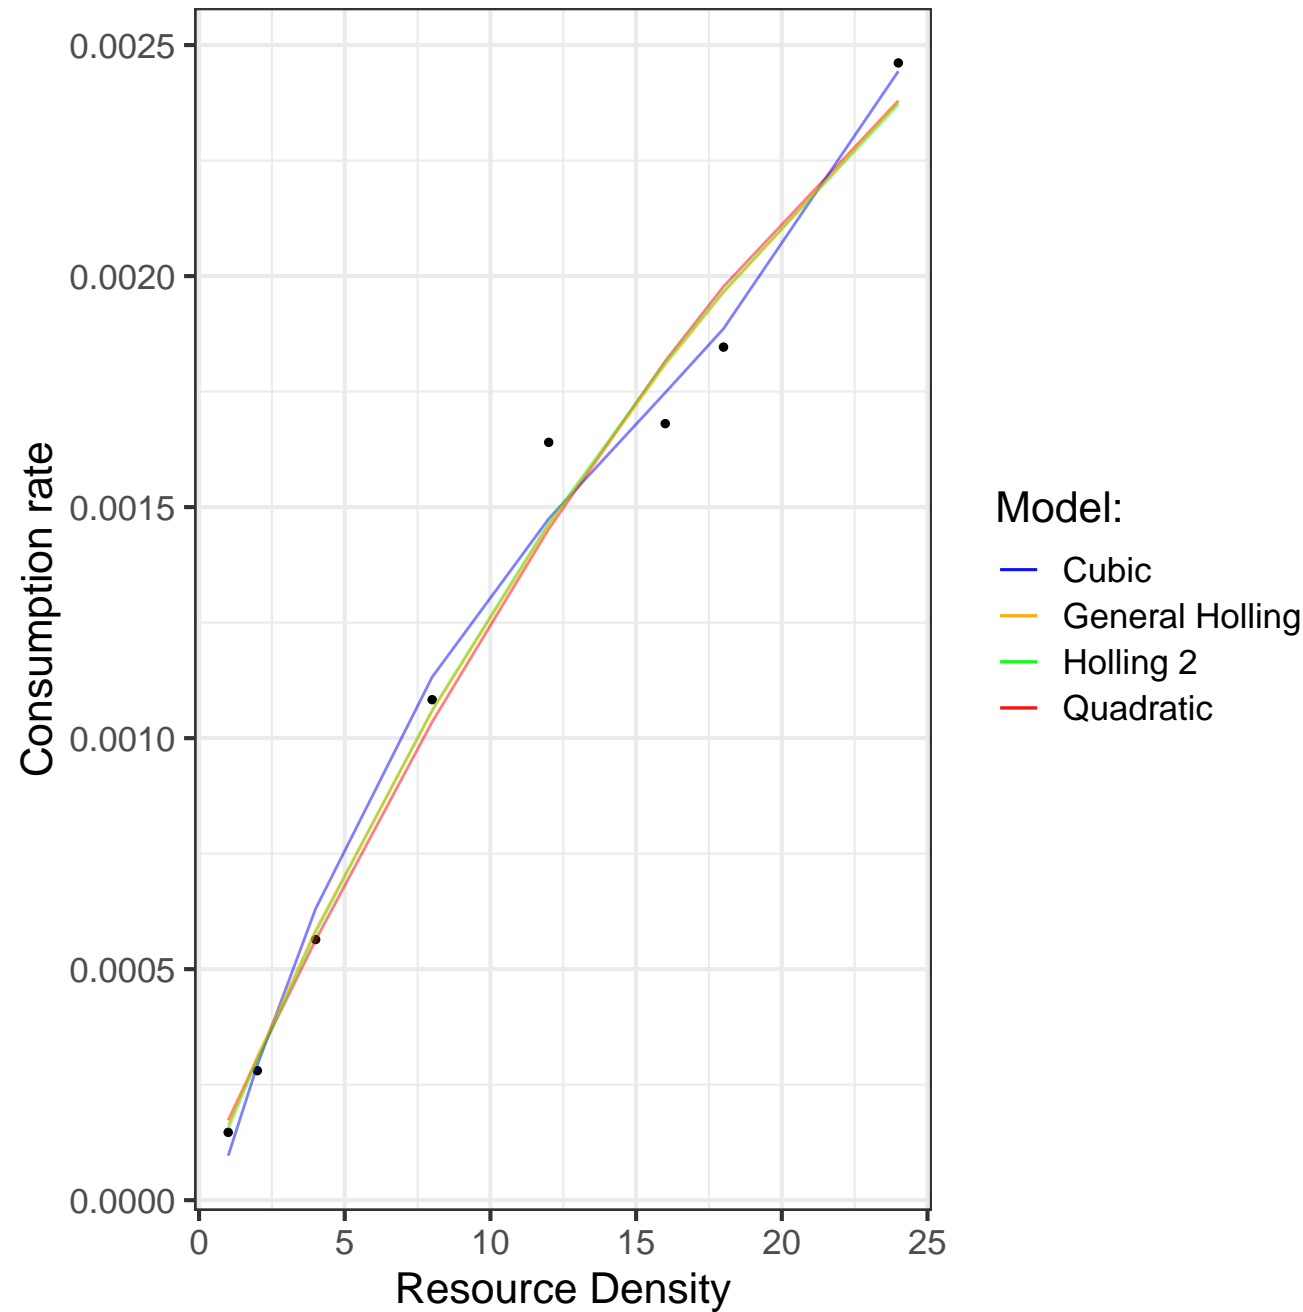 0.0025
0.0020
0.0015
0.0010
0.0005
0.0000
Consumption rate
0 5 10 15 20 25
Resource Density
Model:
Cubic
General Holling
Holling 2
Quadratic